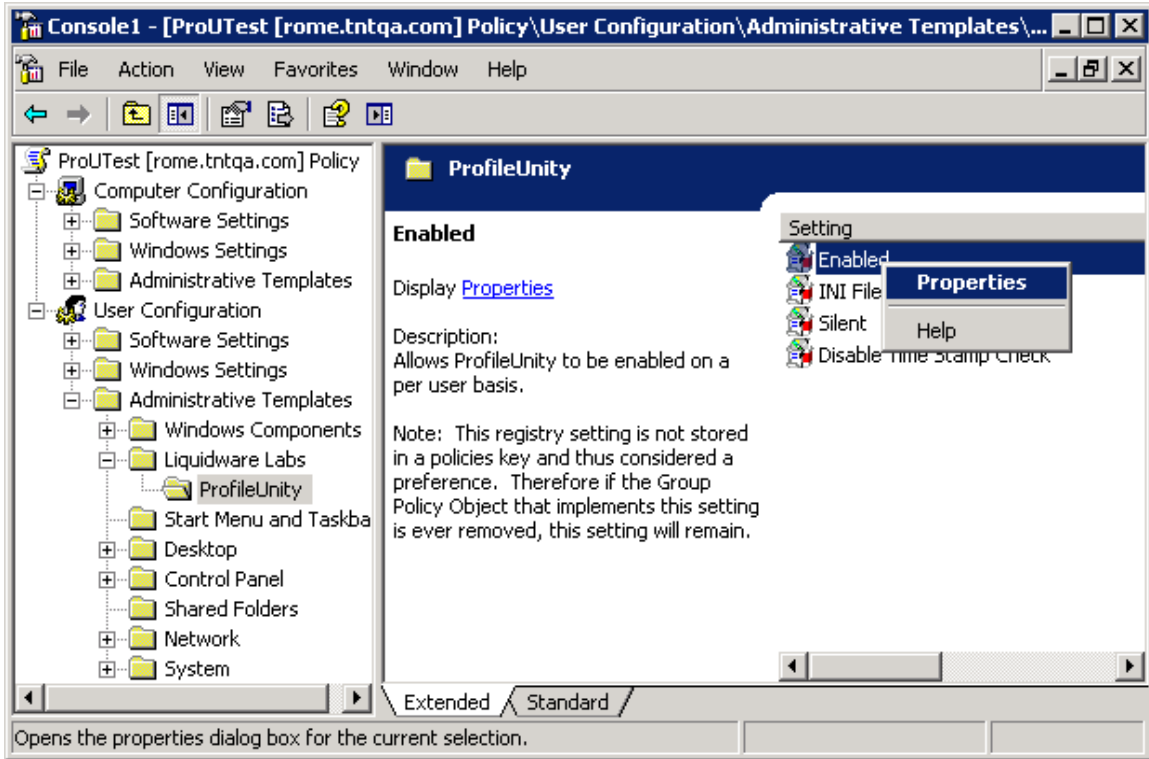 Console1 - [ProUTest [rome.tntqa.com] Policy\User Configuration\Administrative Templates\...
File Action View Favorites Window Help
ProUTest [rome.tntqa.com] Policy
Computer Configuration
Software Settings
Windows Settings
Administrative Templates
User Configuration
Software Settings
Windows Settings
Administrative Templates
Windows Components
Liquidware Labs
ProfileUnity
Start Menu and Taskba
Desktop
Control Panel
Shared Folders
Network
System
ProfileUnity
Enabled
Display Properties
Description:
Allows ProfileUnity to be enabled on a
per user basis.
Note: This registry setting is not stored
in a policies key and thus considered a
preference. Therefore if the Group
Policy Object that implements this setting
is ever removed, this setting will remain.
Setting
Enabled
INI File
Silent
Disable Time Stamp Check
Properties
Help
Extended Standard
Opens the properties dialog box for the current selection.